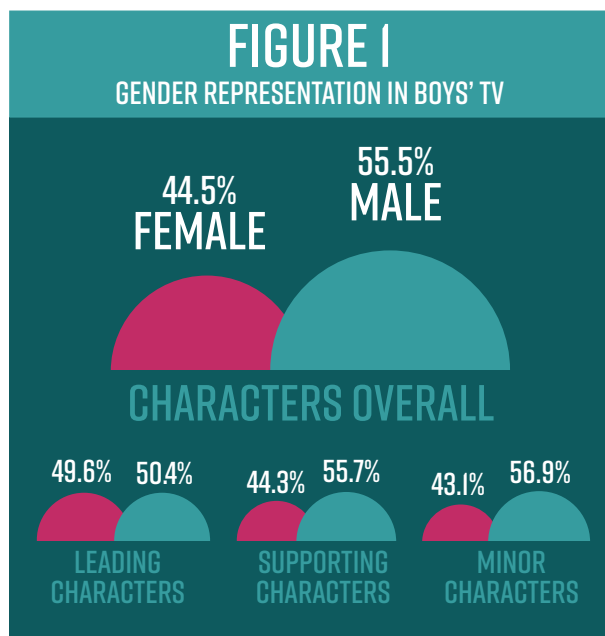 FIGURE 1
GENDER REPRESENTATION IN BOYS' TV
44.5%
FEMALE
55.5%
MALE
CHARACTERS OVERALL
49.6% 50.4%
LEADING
CHARACTERS
44.3% 55.7%
SUPPORTING
CHARACTERS
43.1% 56.9%
MINOR
CHARACTERS